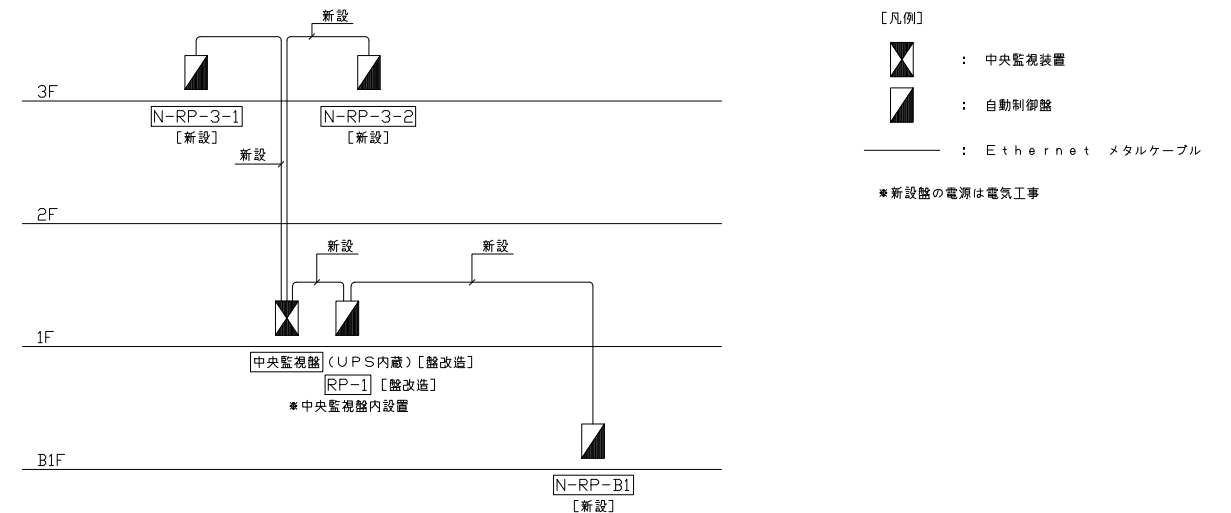 新設
3F
N-RP-3-1
[新設]
N-RP-3-2
[新設]
新設
2F
新設
新設
1F
中央監視盤 (UPS内蔵) [盤改造]
RP-1 [盤改造]
※中央監視盤内設置
B1F
N-RP-B1
[新設]
[凡例]
: 中央監視装置
: 自動制御盤
: Ethernet メタルケーブル
※新設盤の電源は電気工事